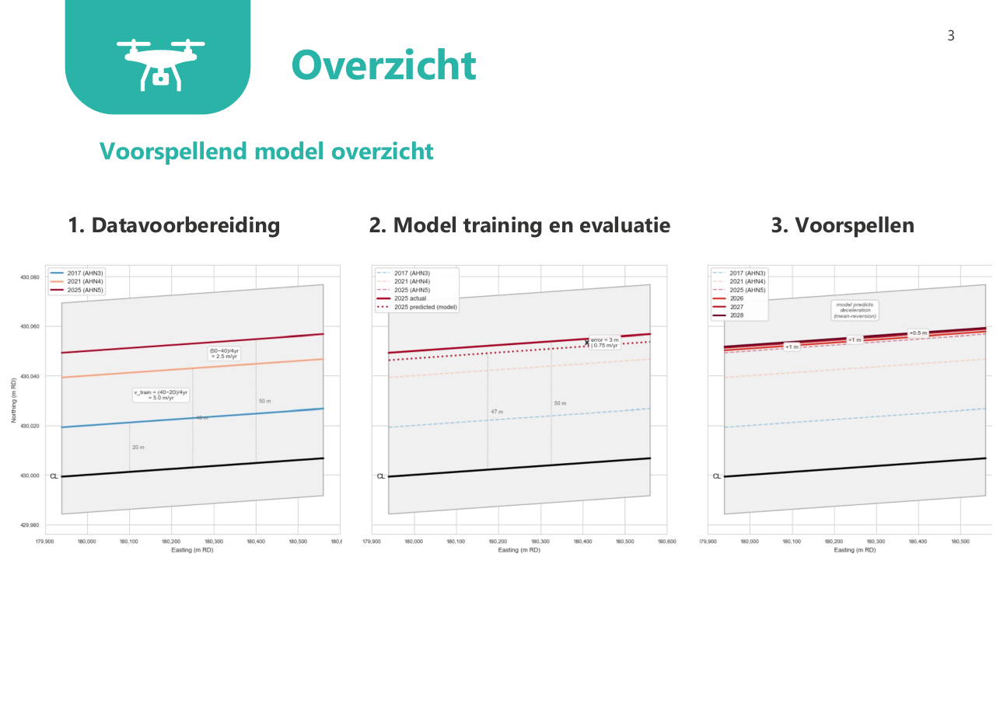 3
Overzicht
Voorspellend model overzicht
1. Datavoorbereiding
2017 (AHN3)
2021 (AHN4)
2025 (AHN5)
430,080
430,060
430,040
430,020
430,000
429,980
Northing (m RD)
(50−40)/4yr
= 2.5 m/yr
v_train = (40−20)/4yr
= 5.0 m/yr
50 m
40 m
20 m
CL
179,900
180,000
180,100
180,200
180,300
180,400
180,500
180,6
Easting (m RD)
2. Model training en evaluatie
2017 (AHN3)
2021 (AHN4)
2025 (AHN5)
2025 actual
2025 predicted (model)
error = 3 m
| 0.75 m/yr
47 m
50 m
CL
179,900
180,000
180,100
180,200
180,300
180,400
180,500
180,600
Easting (m RD)
3. Voorspellen
2017 (AHN3)
2021 (AHN4)
2025 (AHN5)
2026
2027
2028
model predicts
deceleration
(mean-reversion)
+1 m
+1 m
+0.5 m
CL
179,900
180,000
180,100
180,200
180,300
180,400
180,500
Easting (m RD)